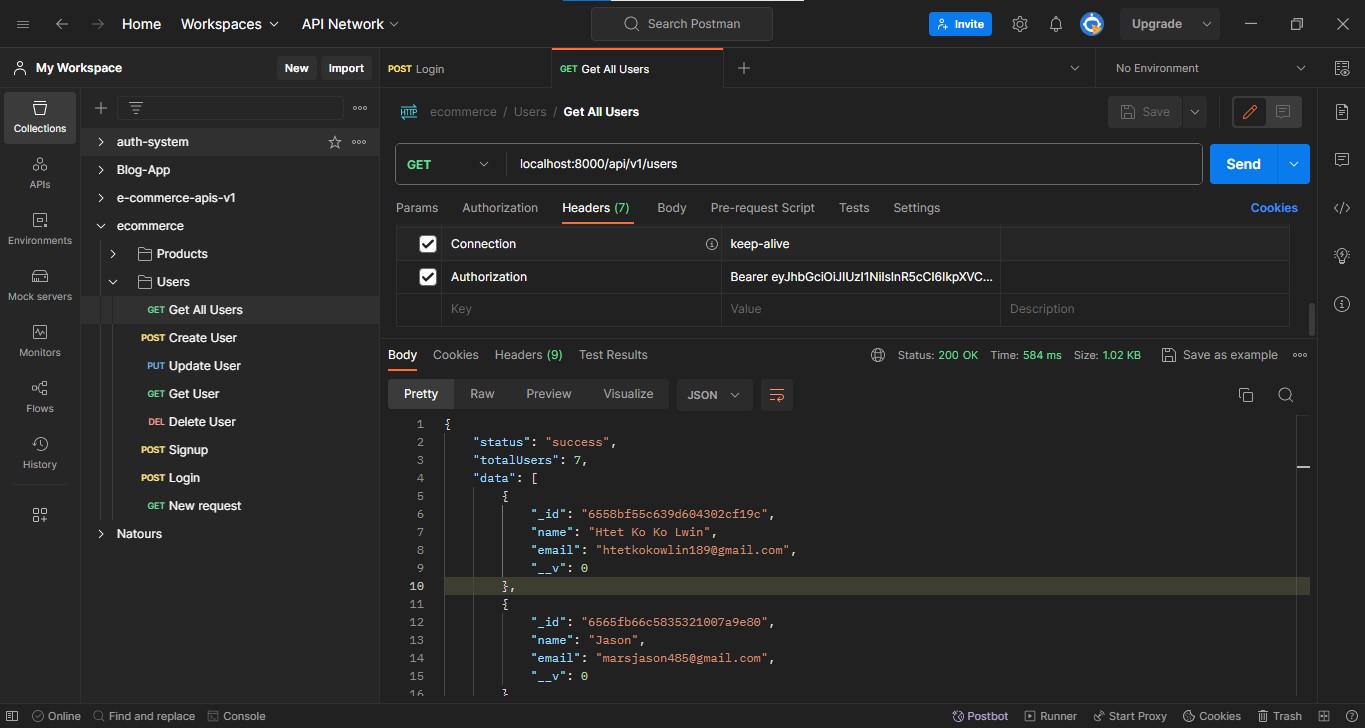 Home Workspaces API Network Search Postman Invite Upgrade
My Workspace New Import POST Login GET Get All Users No Environment
Collections
APIs
Environments
Mock servers
Monitors
Flows
History
auth-system
Blog-App
e-commerce-apis-v1
ecommerce
Products
Users
GET Get All Users
POST Create User
PUT Update User
GET Get User
DEL Delete User
POST Signup
POST Login
GET New request
Natours
HTTP ecommerce / Users / Get All Users Save
GET localhost:8000/api/v1/users Send
Params Authorization Headers (7) Body Pre-request Script Tests Settings Cookies
Connection keep-alive
Authorization Bearer eyJhbGciOiJIUzI1NiIsInR5cCI6IkpXVC...
Key Value Description
Body Cookies Headers (9) Test Results Status: 200 OK Time: 584 ms Size: 1.02 KB Save as example
Pretty Raw Preview Visualize JSON
1 {
2 "status": "success",
3 "totalUsers": 7,
4 "data": [
5 {
6 "_id": "6558bf55c639d604302cf19c",
7 "name": "Htet Ko Ko Lwin",
8 "email": "htetkokowlin189@gmail.com",
9 "__v": 0
10 },
11 {
12 "_id": "6565fb66c5835321007a9e80",
13 "name": "Jason",
14 "email": "marsjason485@gmail.com",
15 "__v": 0
16 }
Online Find and replace Console Postbot Runner Start Proxy Cookies Trash